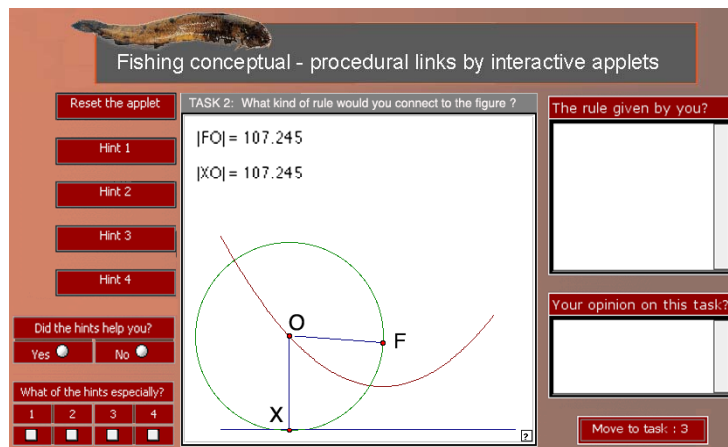 Fishing conceptual - procedural links by interactive applets
Reset the applet
Hint 1
Hint 2
Hint 3
Hint 4
Did the hints help you?
Yes No
What of the hints especially?
1 2 3 4
TASK 2: What kind of rule would you connect to the figure ?
|FO|= 107.245
|XO|= 107.245
O
F
X
?
The rule given by you?
Your opinion on this task?
Move to task : 3